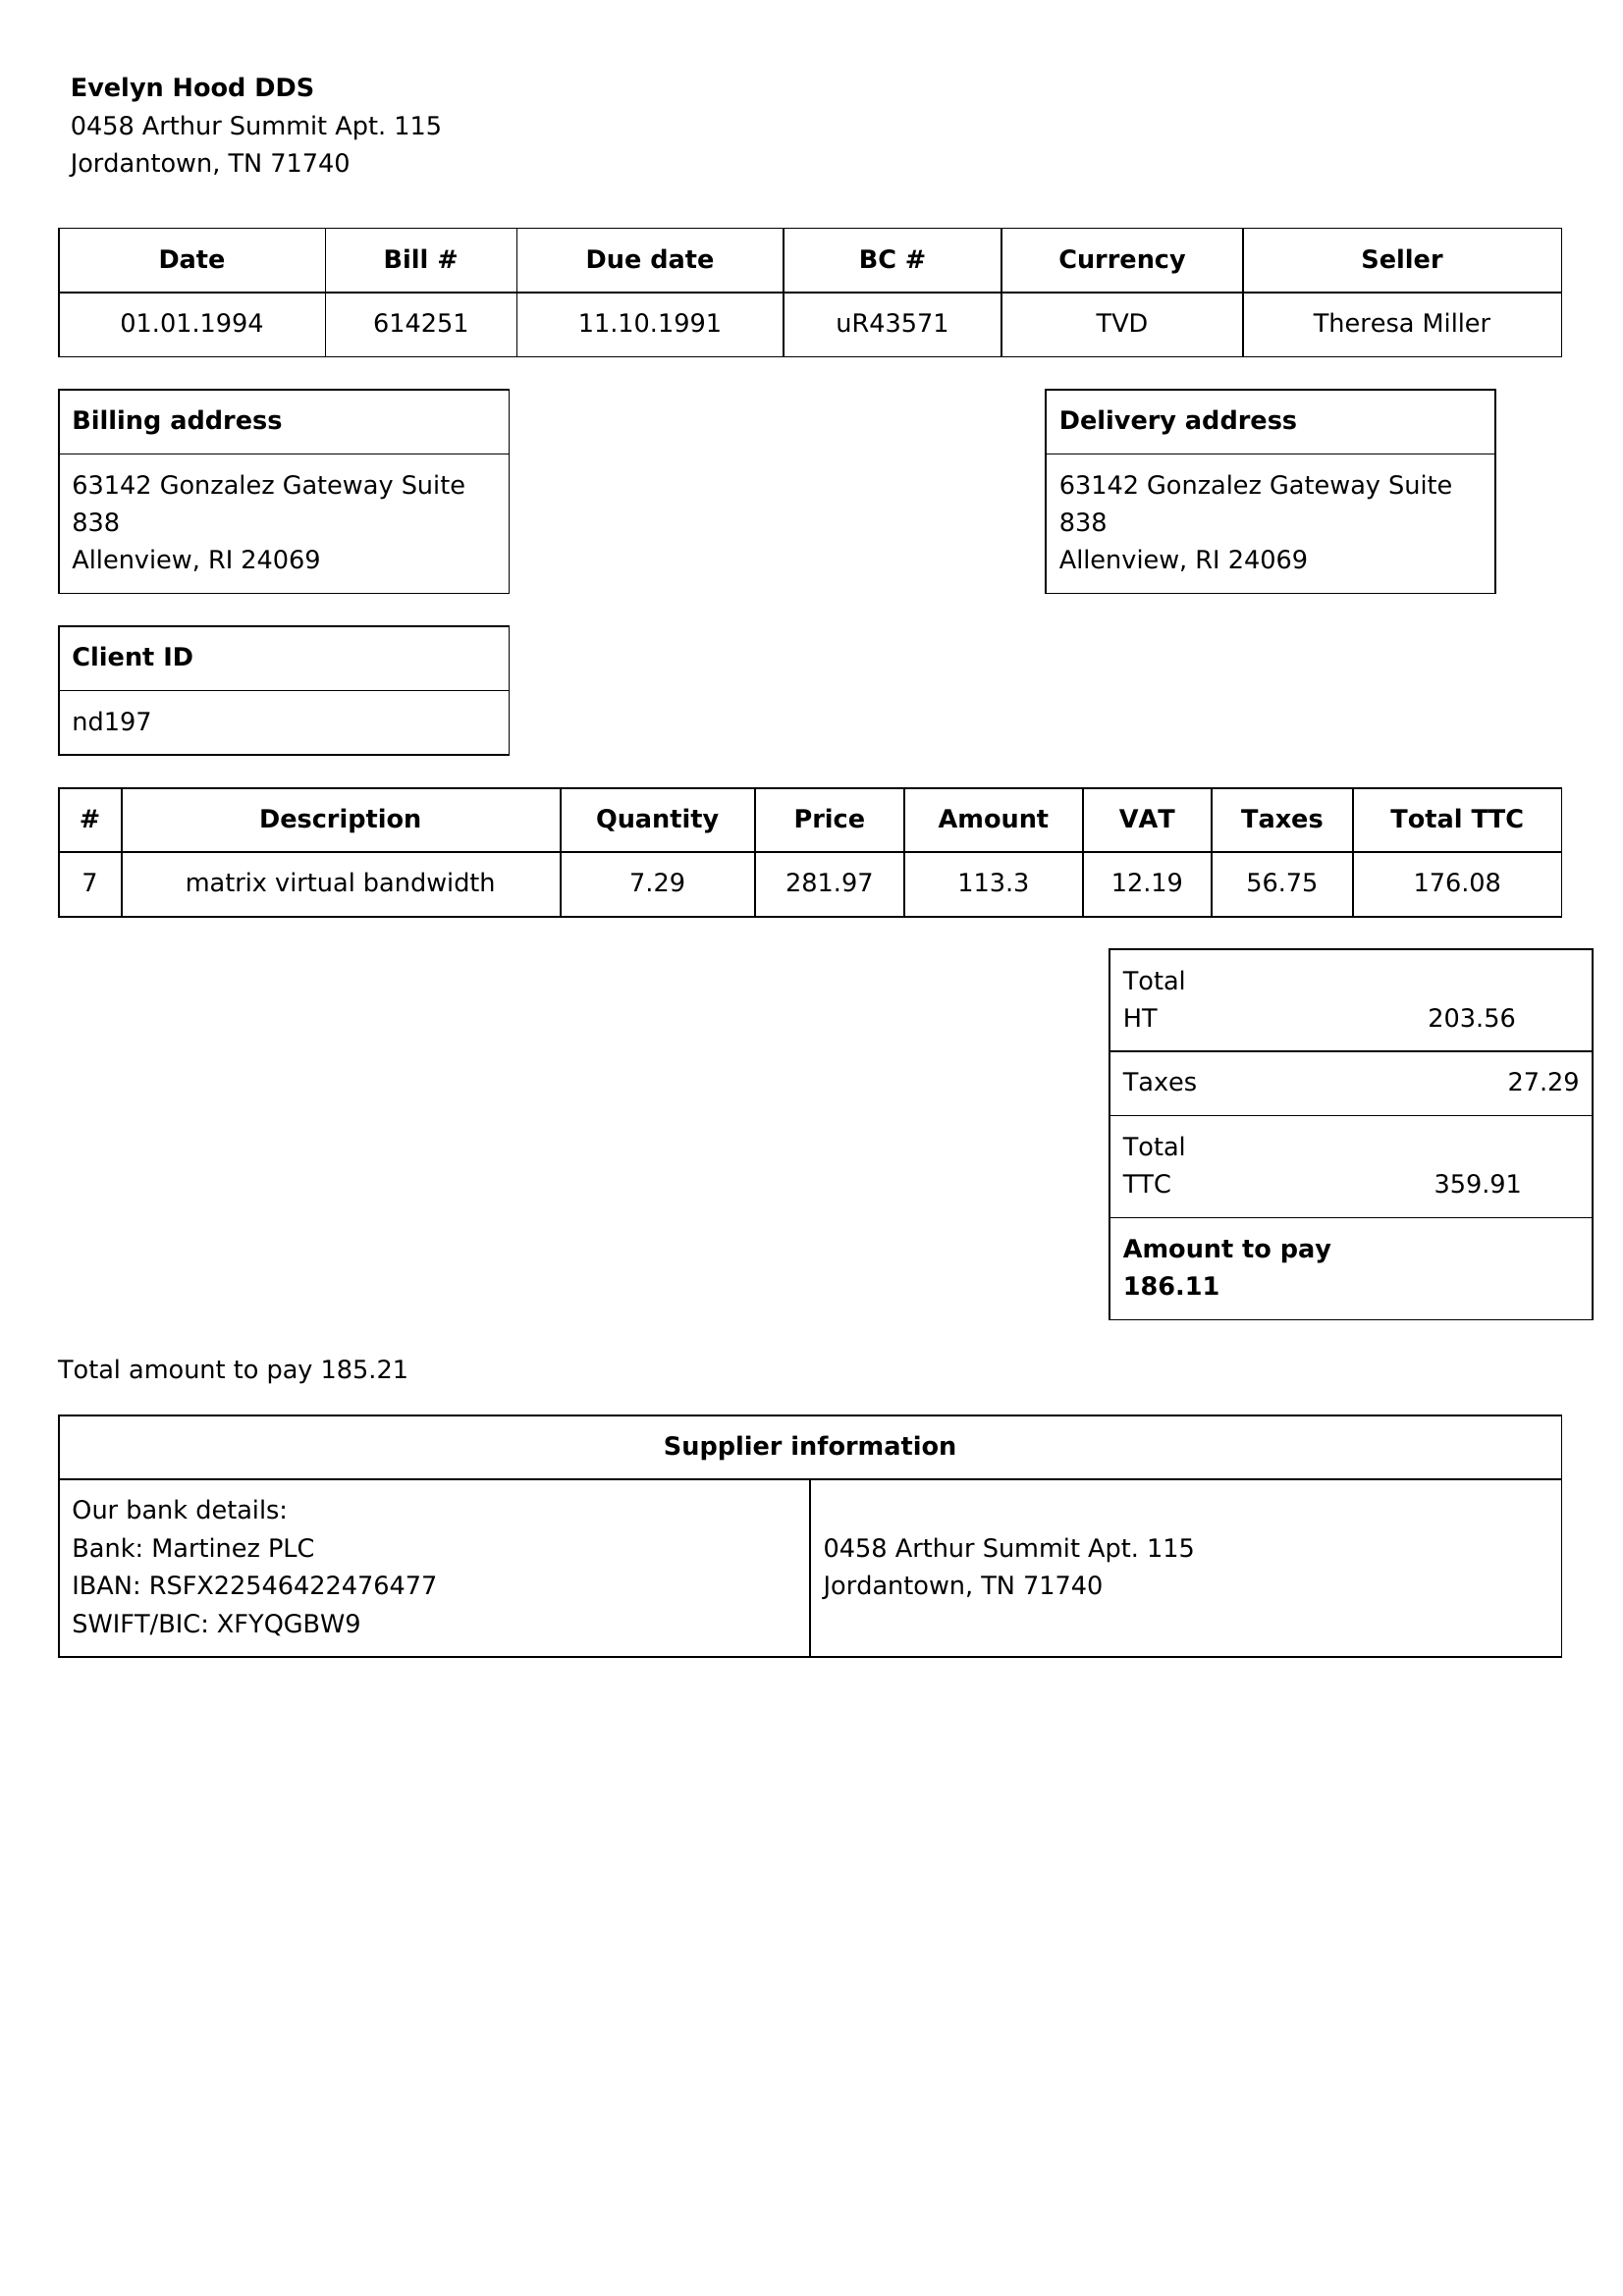 Evelyn Hood DDS
0458 Arthur Summit Apt. 115
Jordantown, TN 71740
Date Bill # Due date BC # Currency Seller
01.01.1994 614251 11.10.1991 uR43571 TVD Theresa Miller
Billing address
63142 Gonzalez Gateway Suite
838
Allenview, RI 24069
Delivery address
63142 Gonzalez Gateway Suite
838
Allenview, RI 24069
Client ID
nd197
# Description Quantity Price Amount VAT Taxes Total TTC
7 matrix virtual bandwidth 7.29 281.97 113.3 12.19 56.75 176.08
Total
HT 203.56
Taxes 27.29
Total
TTC 359.91
Amount to pay
186.11
Total amount to pay 185.21
Supplier information
Our bank details:
Bank: Martinez PLC
IBAN: RSFX22546422476477
SWIFT/BIC: XFYQGBW9
0458 Arthur Summit Apt. 115
Jordantown, TN 71740